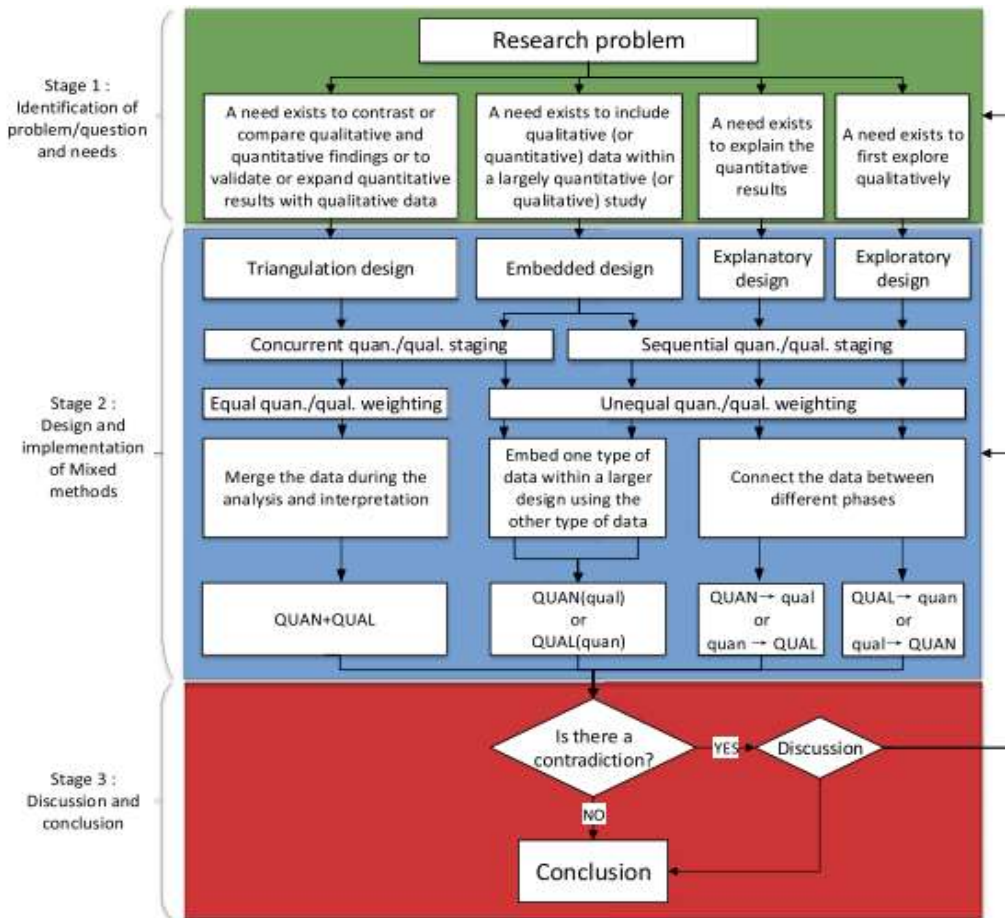 Research problem
Stage 1 :
Identification of
problem/question
and needs
A need exists to contrast or
compare qualitative and
quantitative findings or to
validate or expand quantitative
results with qualitative data
A need exists to include
qualitative (or
quantitative) data within
a largely quantitative (or
qualitative) study
A need exists
to explain the
quantitative
results
A need exists to
first explore
qualitatively
Stage 2 :
Design and
implementation
of Mixed
methods
Triangulation design
Embedded design
Explanatory
design
Exploratory
design
Concurrent quan./qual. staging
Sequential quan./qual. staging
Equal quan./qual. weighting
Unequal quan./qual. weighting
Merge the data during the
analysis and interpretation
Embed one type of
data within a larger
design using the
other type of data
Connect the data between
different phases
QUAN+QUAL
QUAN(qual)
or
QUAL(quan)
QUAN→ qual
or
quan → QUAL
QUAL→ quan
or
qual→ QUAN
Stage 3 :
Discussion and
conclusion
Is there a
contradiction?
YES
Discussion
NO
Conclusion